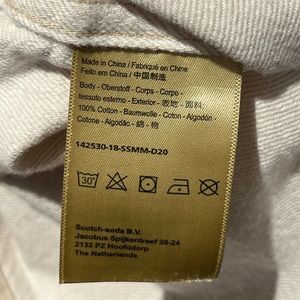 Made in China / Fabriqué en Chine
Feito em China / 中国制造
Body - Oberstoff - Corps - Corpo -
tessuto esterno - Exterior - 表地 - 面料
100% Cotton - Baumwolle - Coton - Algodón -
Cotone - Algodão - 綿 - 棉
142530-18-SSMM-D20
30°
Scotch-soda B.V.
Jacobus Spijkerdreef 20-24
2132 PZ Hoofddorp
The Netherlands